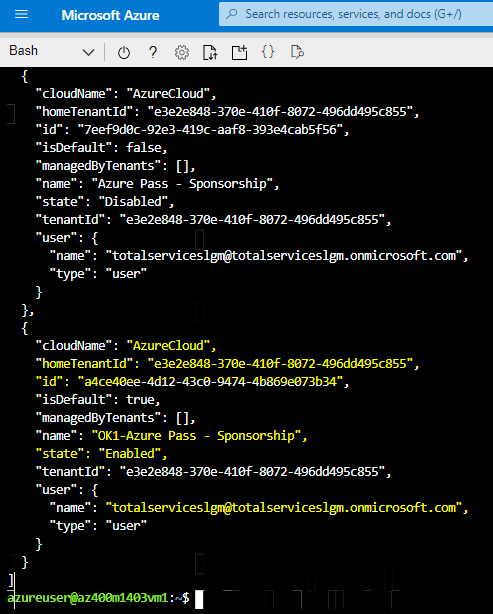 Microsoft Azure
Search resources, services, and docs (G+/)
Bash
{
"cloudName": "AzureCloud",
"homeTenantId": "e3e2e848-370e-410f-8072-496dd495c855",
"id": "7eef9d0c-92e3-419c-aaf8-393e4cab5f56",
"isDefault": false,
"managedByTenants": [],
"name": "Azure Pass - Sponsorship",
"state": "Disabled",
"tenantId": "e3e2e848-370e-410f-8072-496dd495c855",
"user": {
"name": "totalserviceslgm@totalserviceslgm.onmicrosoft.com",
"type": "user"
}
},
{
"cloudName": "AzureCloud",
"homeTenantId": "e3e2e848-370e-410f-8072-496dd495c855",
"id": "a4ce40ee-4d12-43c0-9474-4b869e073b34",
"isDefault": true,
"managedByTenants": [],
"name": "OK1-Azure Pass - Sponsorship",
"state": "Enabled",
"tenantId": "e3e2e848-370e-410f-8072-496dd495c855",
"user": {
"name": "totalserviceslgm@totalserviceslgm.onmicrosoft.com",
"type": "user"
}
}
]
azureuser@az400m1403vm1:~$